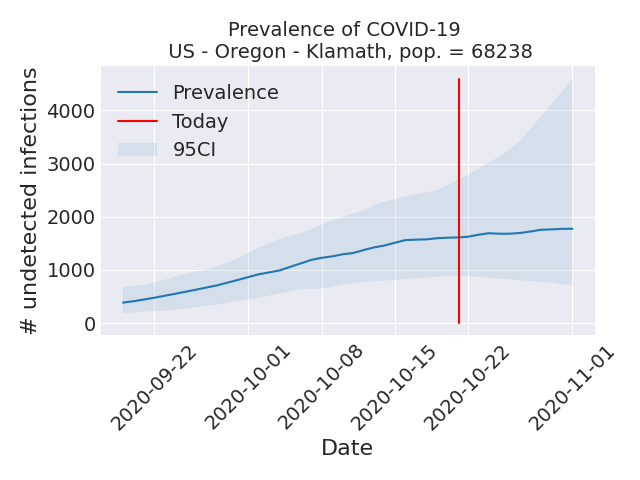 Prevalence of COVID-19
US - Oregon - Klamath, pop. = 68238
# undetected infections
4000
3000
2000
1000
0
Prevalence
Today
95CI
2020-09-22
2020-10-01
2020-10-08
2020-10-15
2020-10-22
2020-11-01
Date